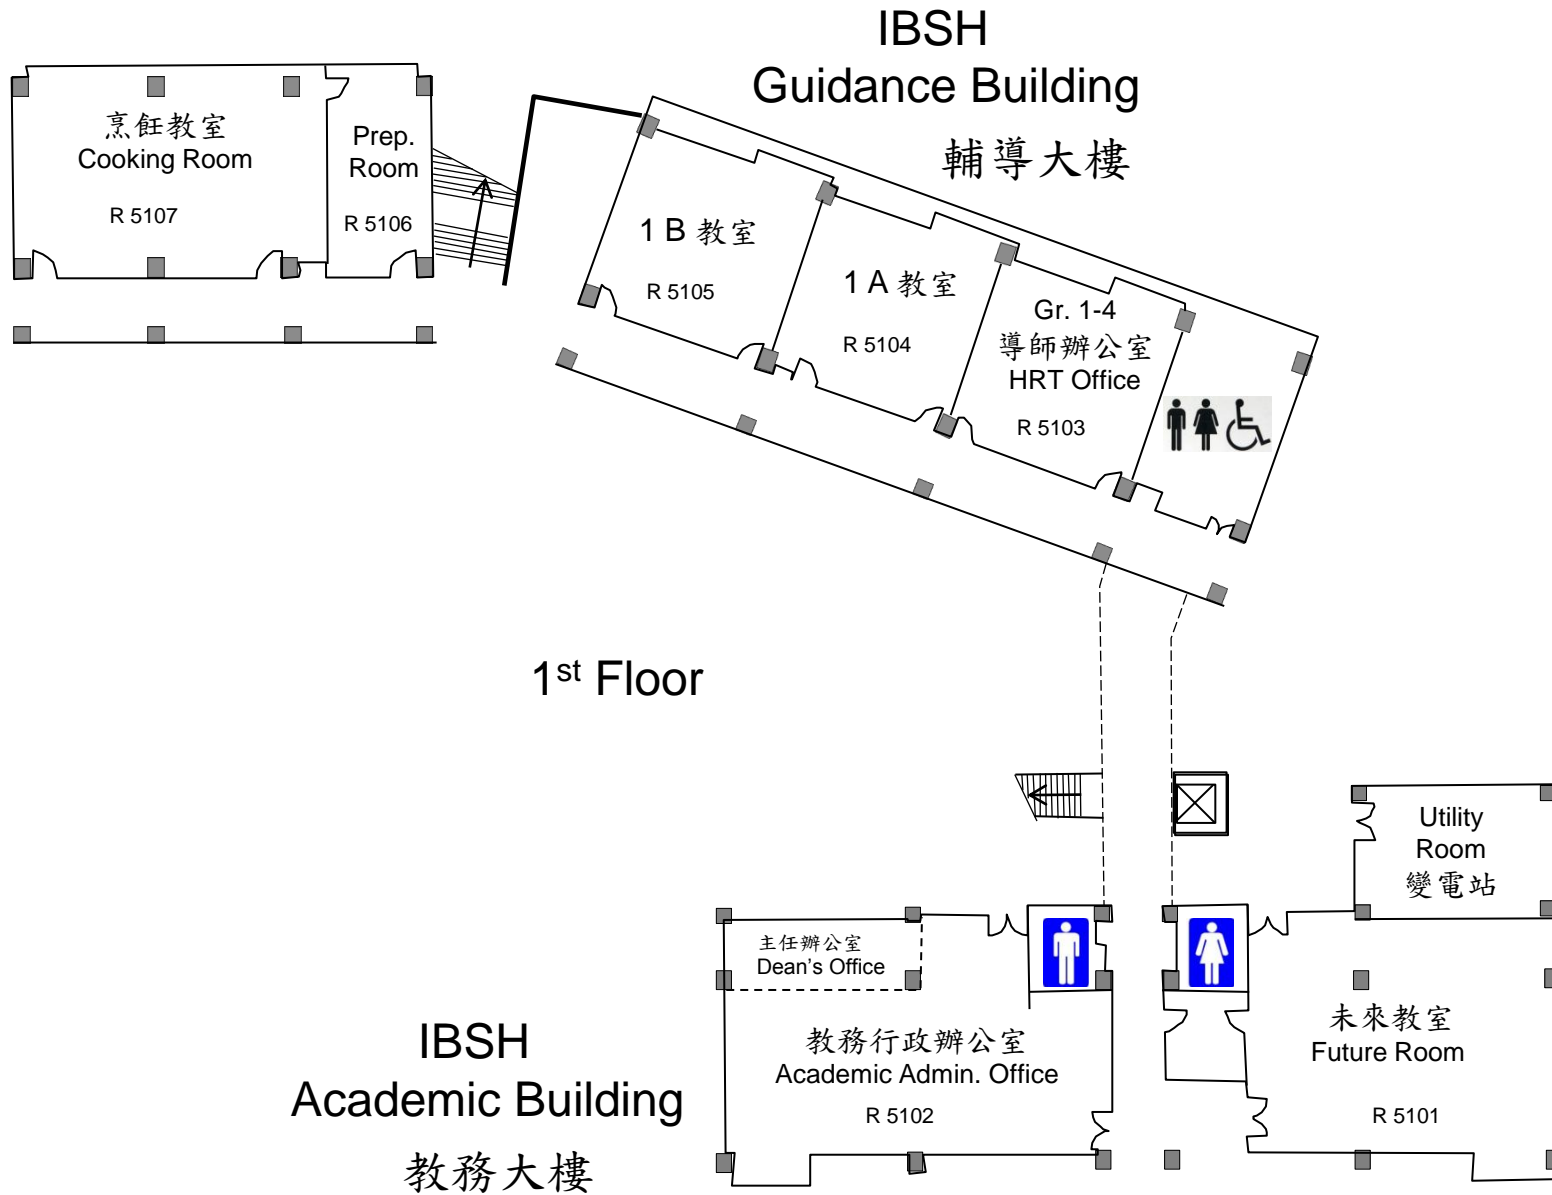 IBSH
Guidance Building
輔導大樓
烹飪教室
Cooking Room
R 5107
Prep.
Room
R 5106
1 B 教室
R 5105
1 A 教室
R 5104
Gr. 1-4
導師辦公室
HRT Office
R 5103
1st Floor
Utility
Room
變電站
主任辦公室
Dean's Office
教務行政辦公室
Academic Admin. Office
R 5102
未來教室
Future Room
R 5101
IBSH
Academic Building
教務大樓